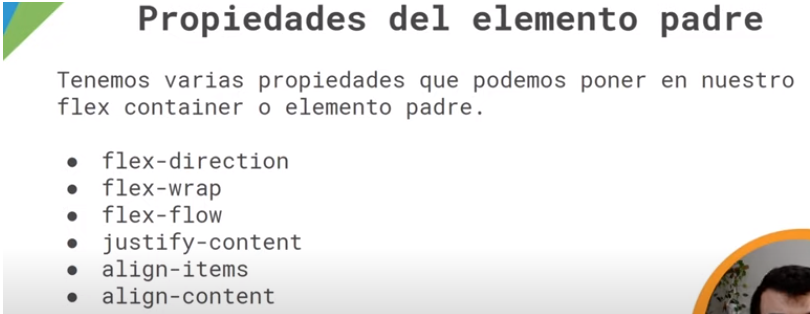 Propiedades del elemento padre
Tenemos varias propiedades que podemos poner en nuestro
flex container o elemento padre.
● flex-direction
● flex-wrap
● flex-flow
● justify-content
● align-items
● align-content